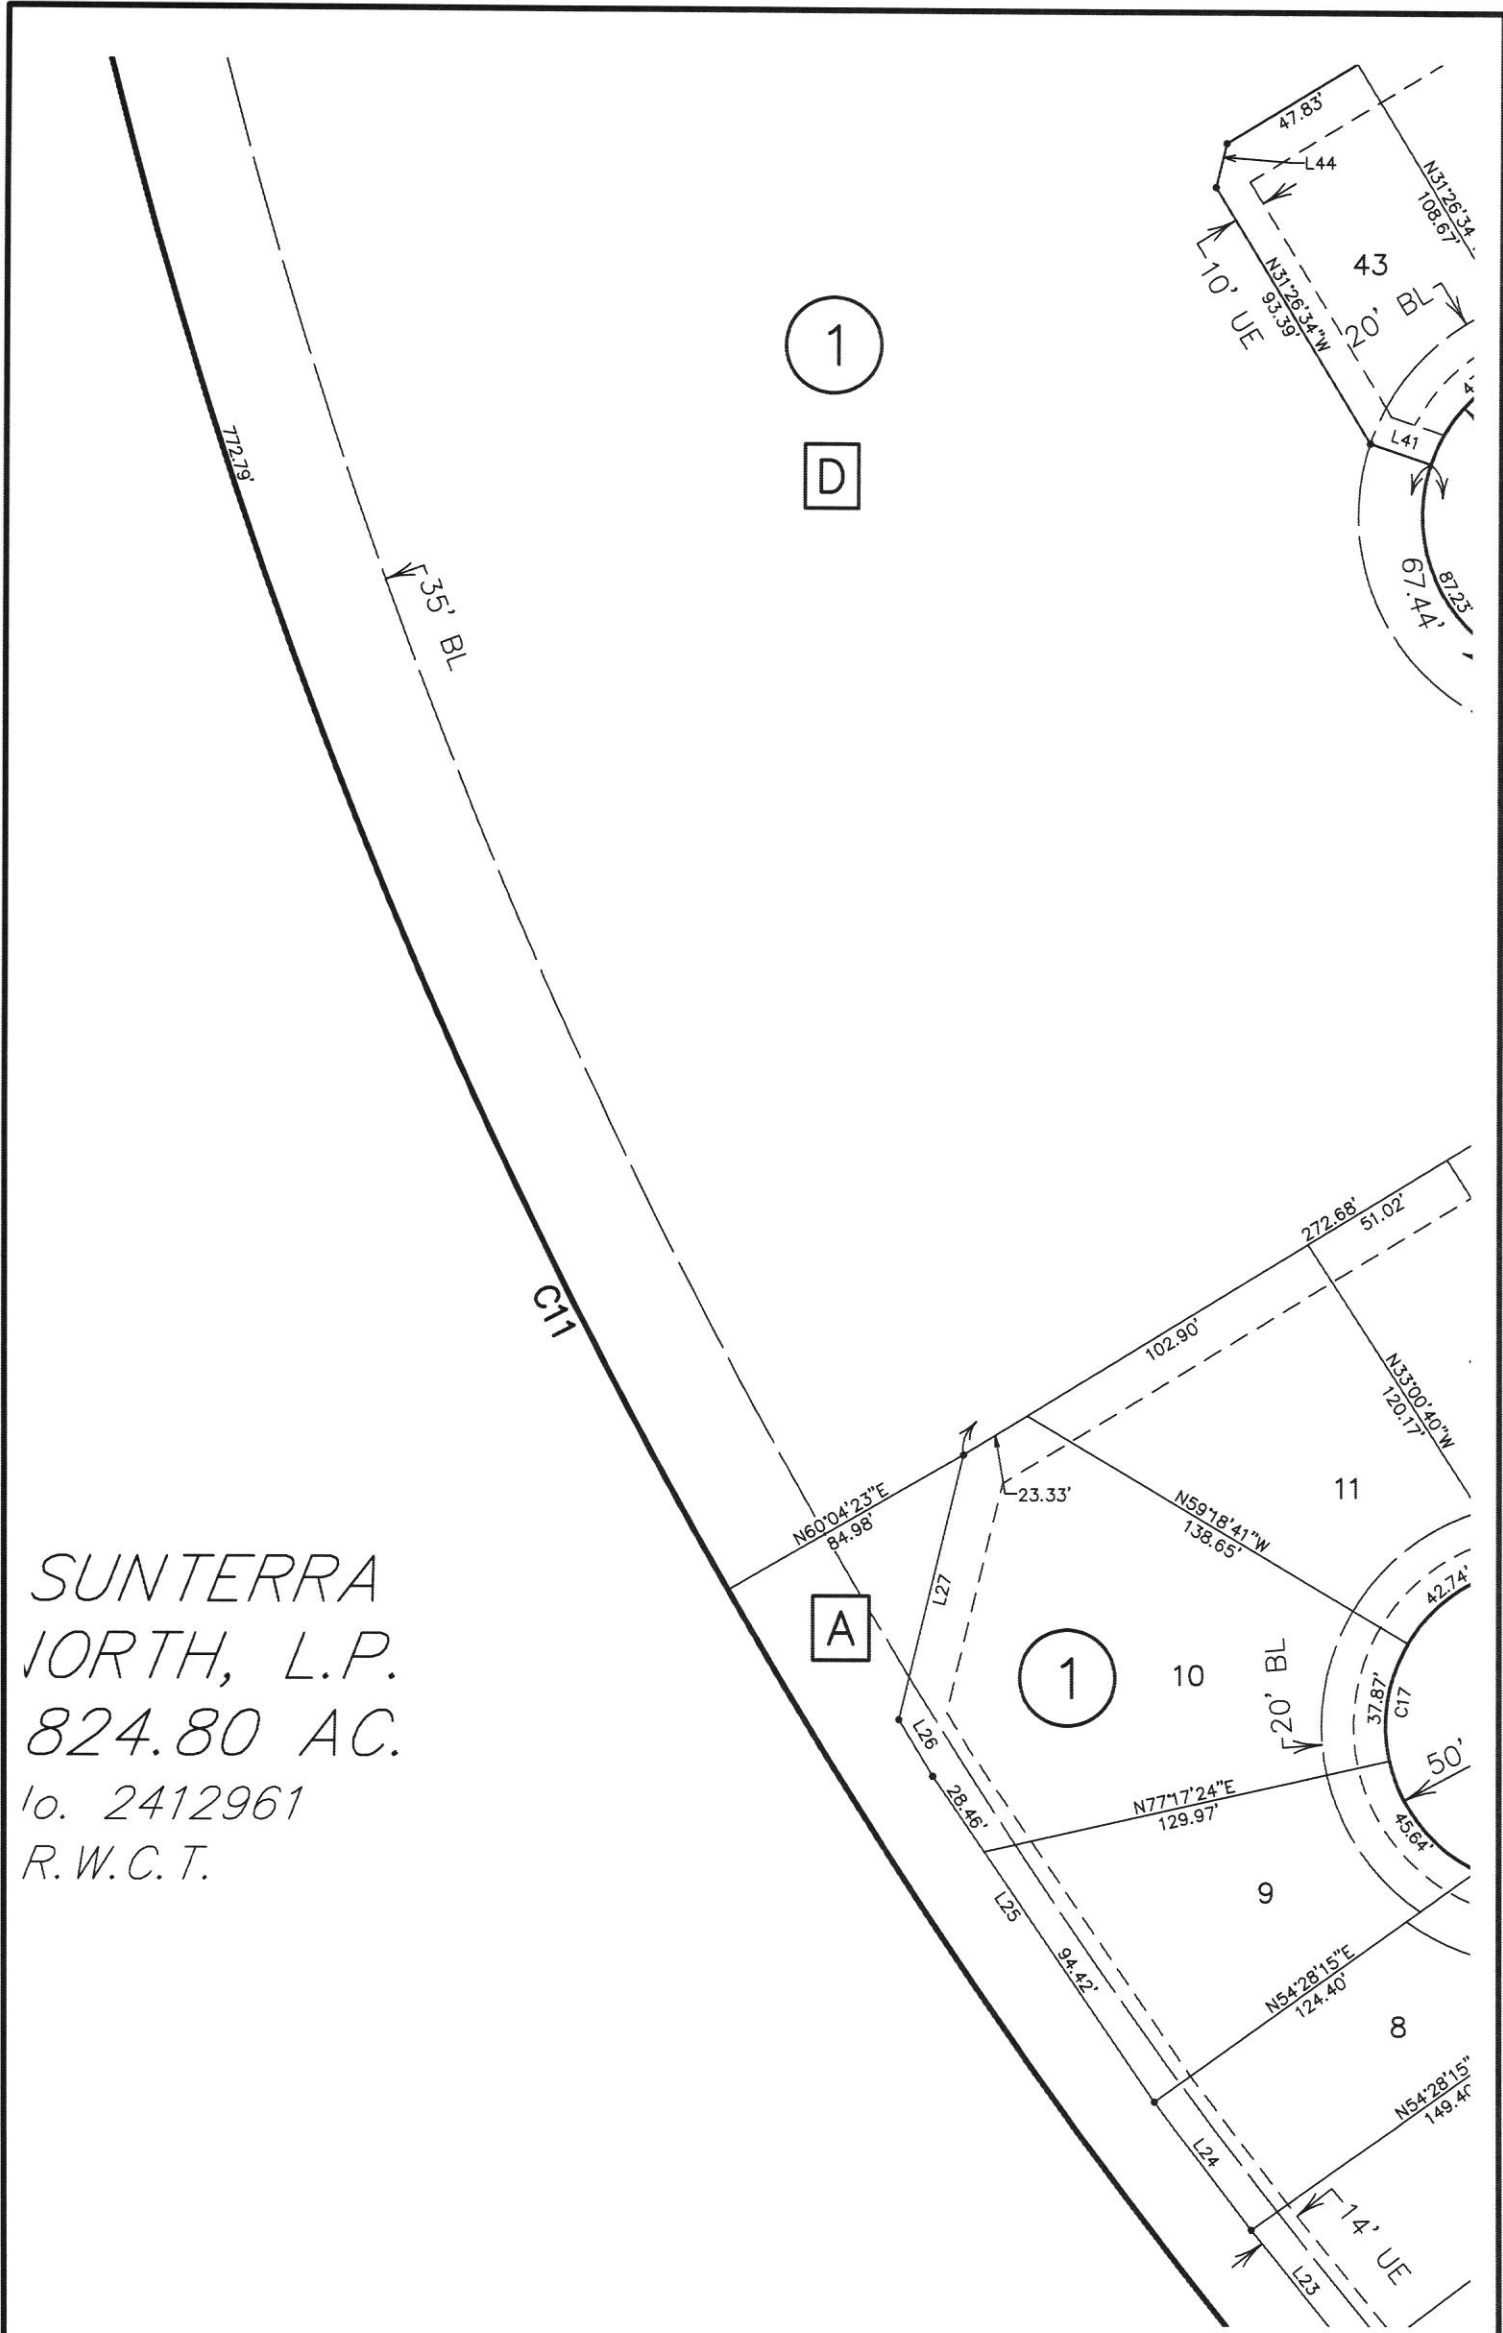 47.83'
L44
N31°26'34
108.67'
43
10' UE
N31°26'34"W
93.39'
20' BL
1
D
L41
772.79'
35' BL
67.44'
87.23'
272.68'
51.02'
C11
102.90'
N33°00'40"W
120.17'
11
N60°04'23"E
84.98'
23.33'
N59°18'41"W
138.65'
SUNTERRA
ORTH, L.P.
824.80 AC.
o. 2412961
R.W.C.T.
L27
A
1
10
20' BL
42.74'
37.87'
C17
50'
L26
28.46'
N77°17'24"E
129.97'
45.64'
9
L25
94.42'
N54°28'15"E
124.40'
8
N54°28'15"
149.40
L24
14' UE
L23